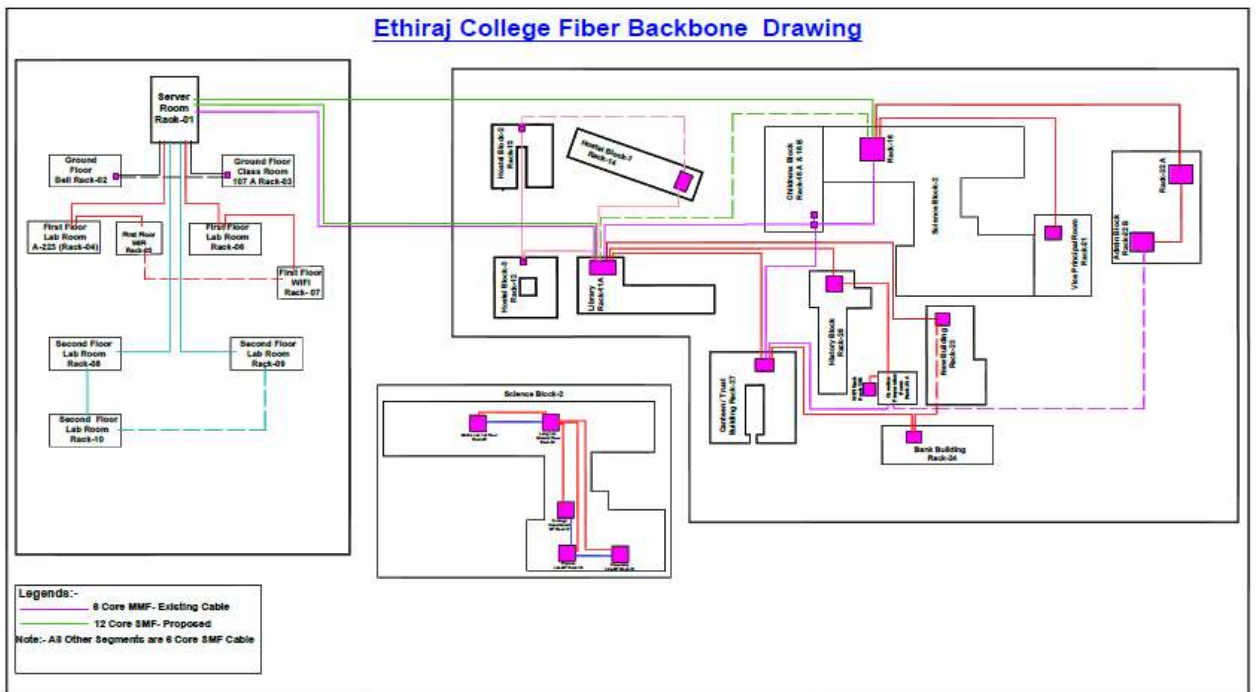 Ethiraj College Fiber Backbone Drawing
Server
Room
Rack-01
Ground
Floor
Bell Rack-02
Ground Floor
Class Room
107 A Rack-03
First Floor
Lab Room
A-223 (Rack-04)
First Floor
WiFi
Rack-05
First Floor
Lab Room
Rack-06
First Floor
WIFI
Rack- 07
Second Floor
Lab Room
Rack-08
Second Floor
Lab Room
Rack-09
Second Floor
Lab Room
Rack-10
Hostel Block-2
Rack-13
Hostel Block-1
Rack-14
Hostel Block-3
Rack-12
Library
Rack-11A
Childrens Block
Rack-16 A & 16 B
Rack-16
Science Block-2
Vice Principal Room
Rack-21
Rack-22 A
Admin Block
Rack-22 B
History Block
Rack-26
New Building
Rack-25
Canteen / Trust
Building Rack-27
Bank Building
Rack-24
Science Block-2
Legends:-
6 Core MMF- Existing Cable
12 Core SMF- Proposed
Note:- All Other Segments are 6 Core SMF Cable